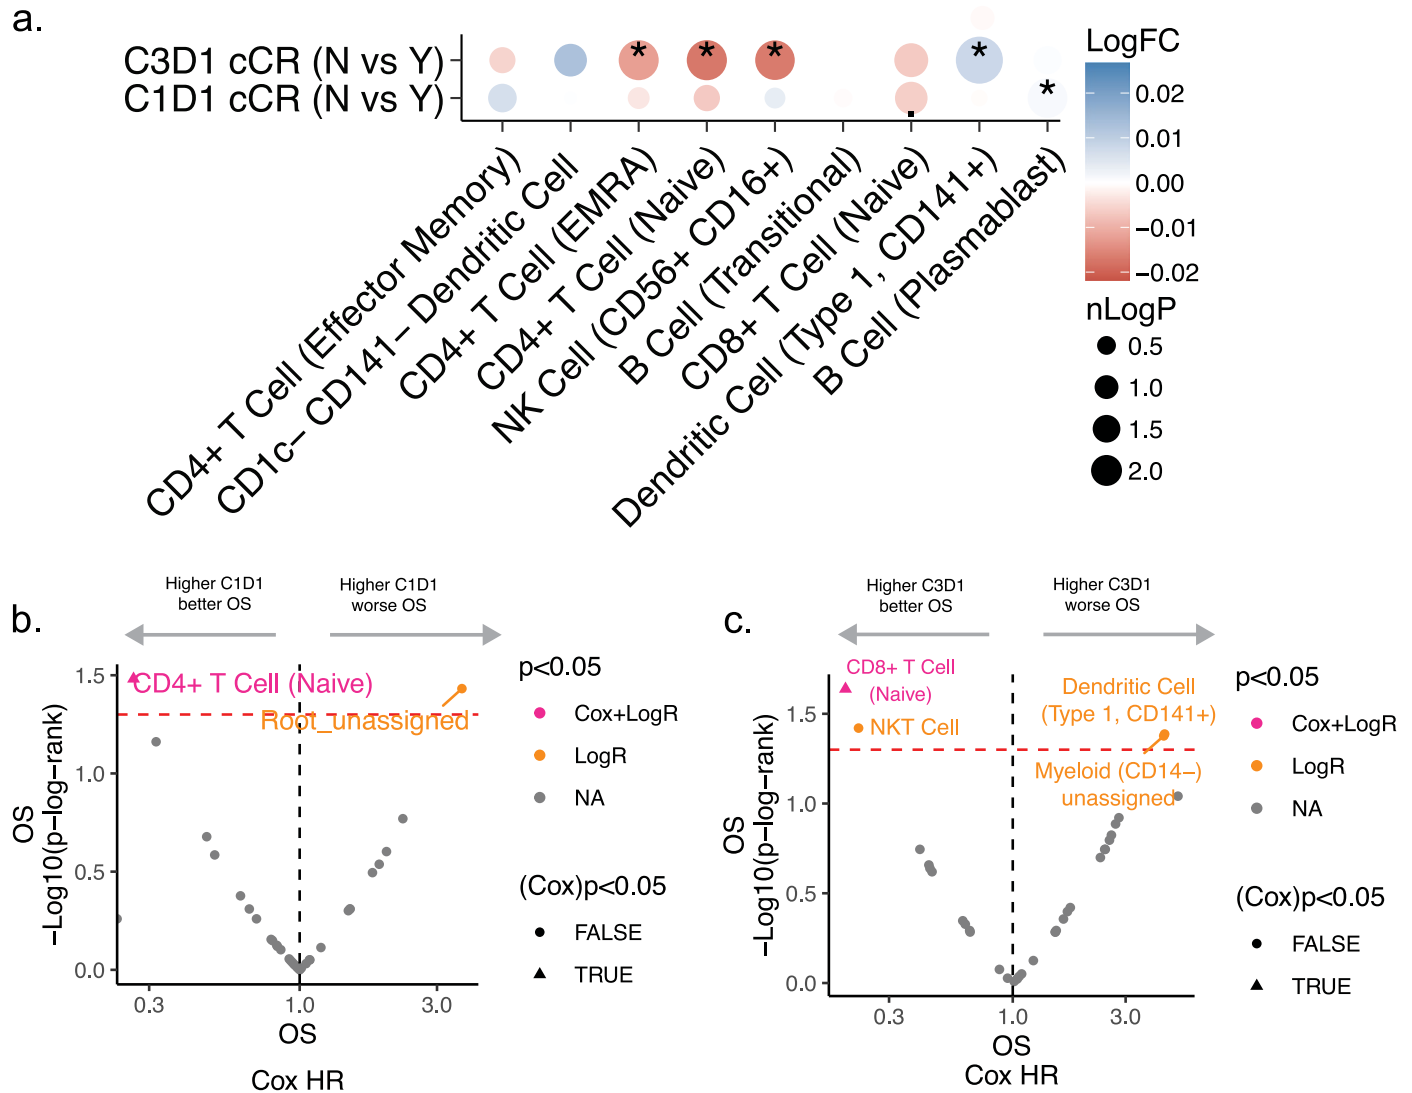 a.
C3D1 cCR (N vs Y)
C1D1 cCR (N vs Y)
*
*
*
*
*
CD4+ T Cell (Effector Memory)
CD1c− CD141− Dendritic Cell
CD4+ T Cell (EMRA)
CD4+ T Cell (Naive)
NK Cell (CD56+ CD16+)
B Cell (Transitional)
CD8+ T Cell (Naive)
Dendritic Cell (Type 1, CD141+)
B Cell (Plasmablast)
LogFC
0.02
0.01
0.00
−0.01
−0.02
nLogP
0.5
1.0
1.5
2.0
b.
Higher C1D1
better OS
Higher C1D1
worse OS
OS
−Log10(p−log−rank)
1.5
1.0
0.5
0.0
CD4+ T Cell (Naive)
Root_unassigned
0.3
1.0
3.0
OS
Cox HR
p<0.05
Cox+LogR
LogR
NA
(Cox)p<0.05
FALSE
TRUE
c.
Higher C3D1
better OS
Higher C3D1
worse OS
OS
−Log10(p−log−rank)
1.5
1.0
0.5
0.0
CD8+ T Cell
(Naive)
NKT Cell
Dendritic Cell
(Type 1, CD141+)
Myeloid (CD14−)
unassigned
0.3
1.0
3.0
OS
Cox HR
p<0.05
Cox+LogR
LogR
NA
(Cox)p<0.05
FALSE
TRUE